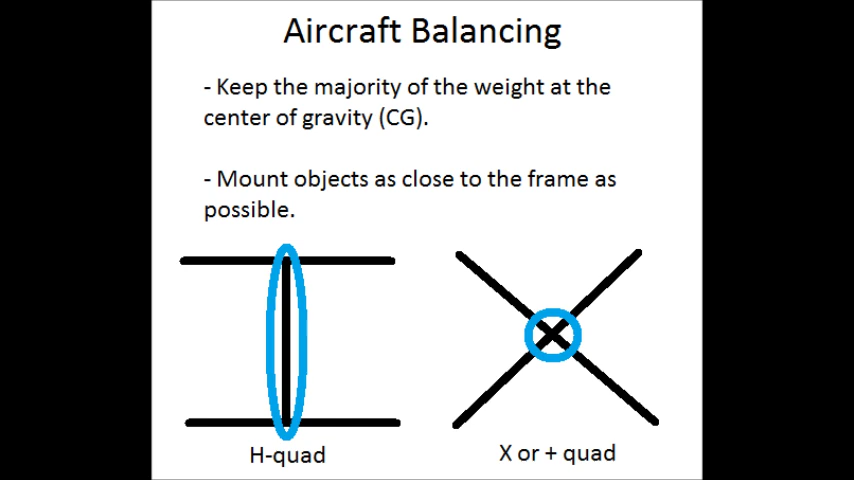 Aircraft Balancing
- Keep the majority of the weight at the
center of gravity (CG).
- Mount objects as close to the frame as
possible.
H-quad
X or + quad